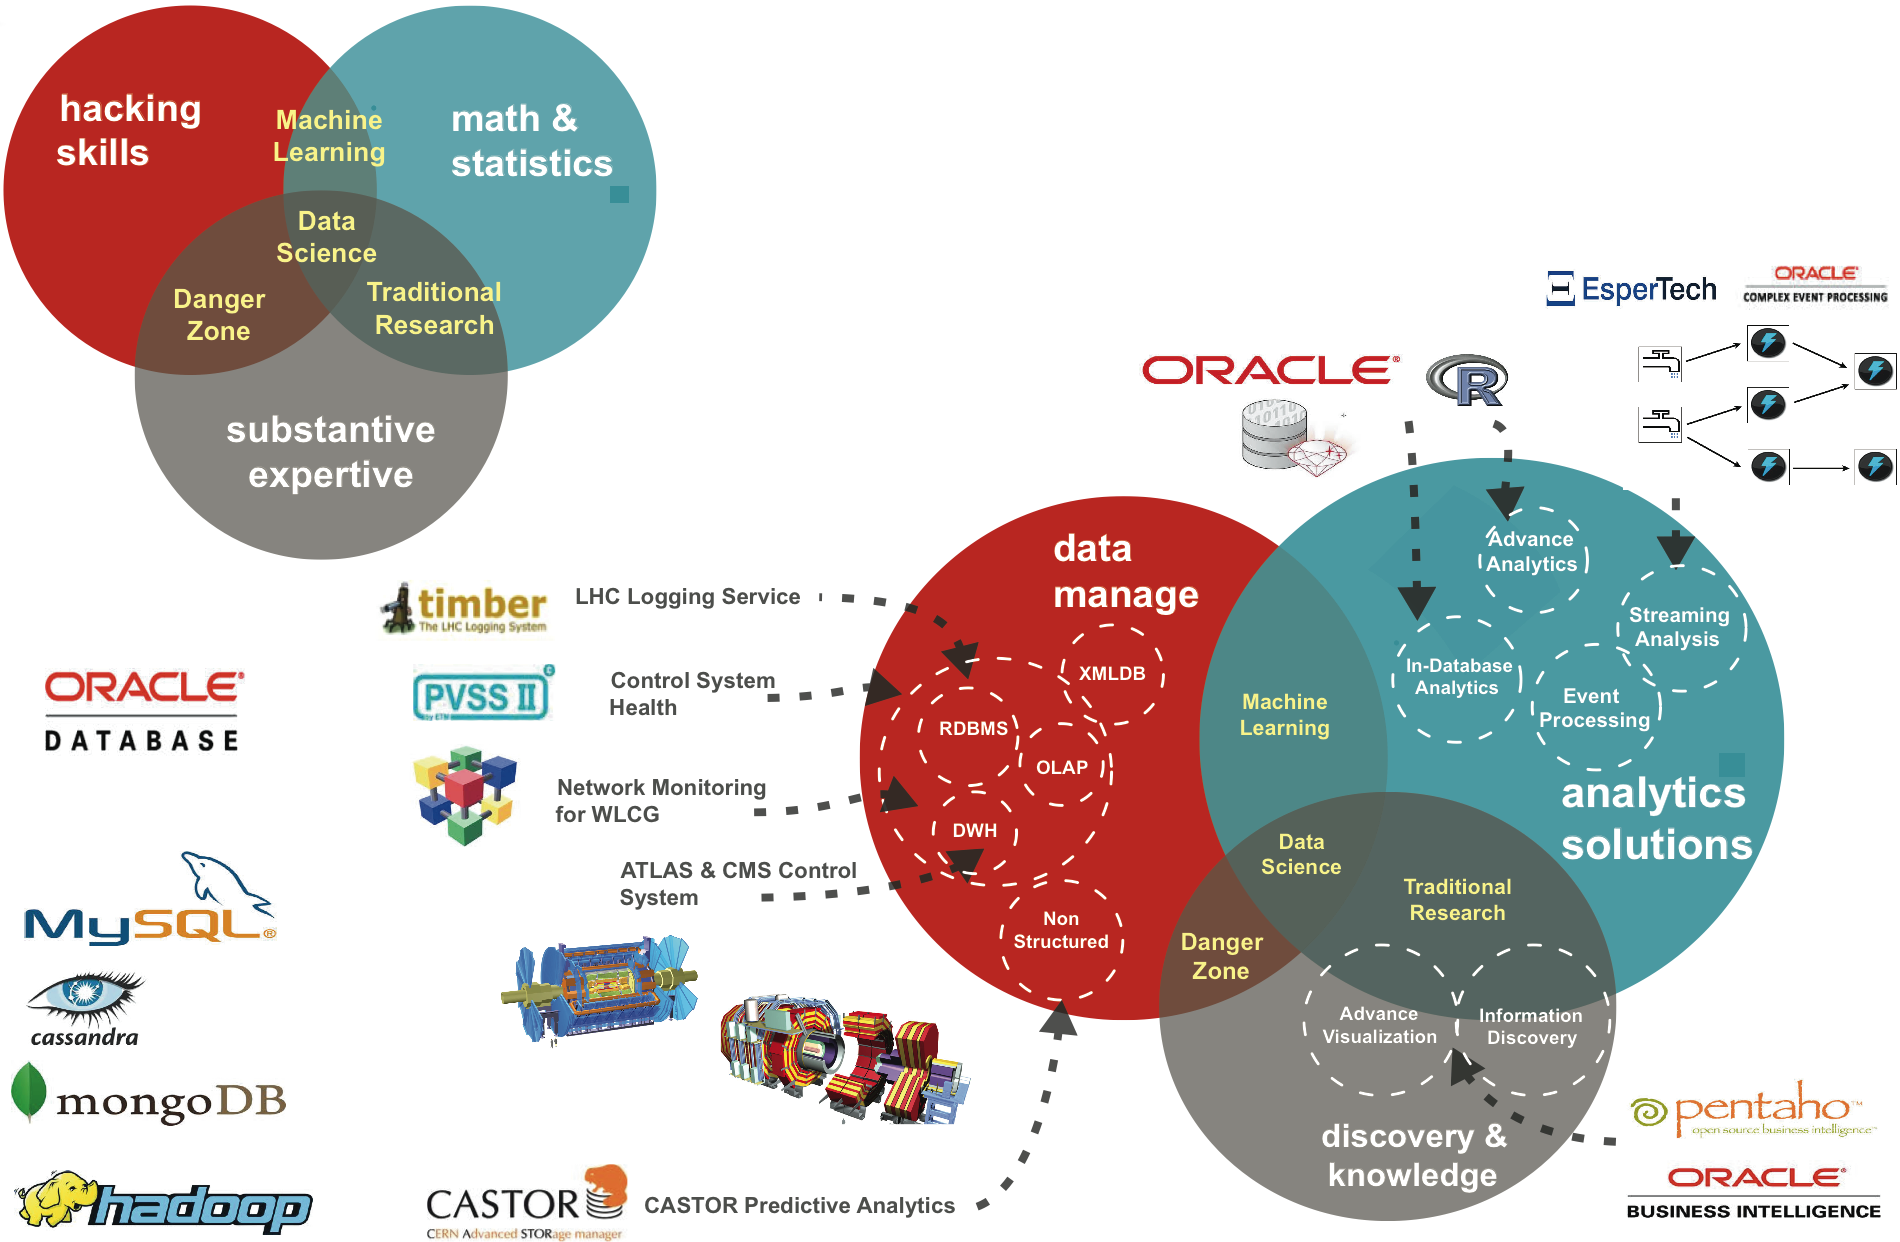 hacking
skills
Machine
Learning
math &
statistics
Data
Science
Danger
Zone
Traditional
Research
substantive
expertive
EsperTech
ORACLE®
COMPLEX EVENT PROCESSING
ORACLE®
R
data
manage
Advance
Analytics
Streaming
Analysis
In-Database
Analytics
Event
Processing
XMLDB
RDBMS
OLAP
DWH
Non
Structured
Machine
Learning
analytics
solutions
Data
Science
Traditional
Research
Danger
Zone
Advance
Visualization
Information
Discovery
discovery &
knowledge
timber
The LHC Logging System
LHC Logging Service
PVSS II
©
Control System
Health
Network Monitoring
for WLCG
ATLAS & CMS Control
System
ORACLE®
DATABASE
MySQL®
cassandra
mongoDB
hadoop
CASTOR
CERN Advanced STORage manager
CASTOR Predictive Analytics
pentaho™
open source business intelligence™
ORACLE®
BUSINESS INTELLIGENCE